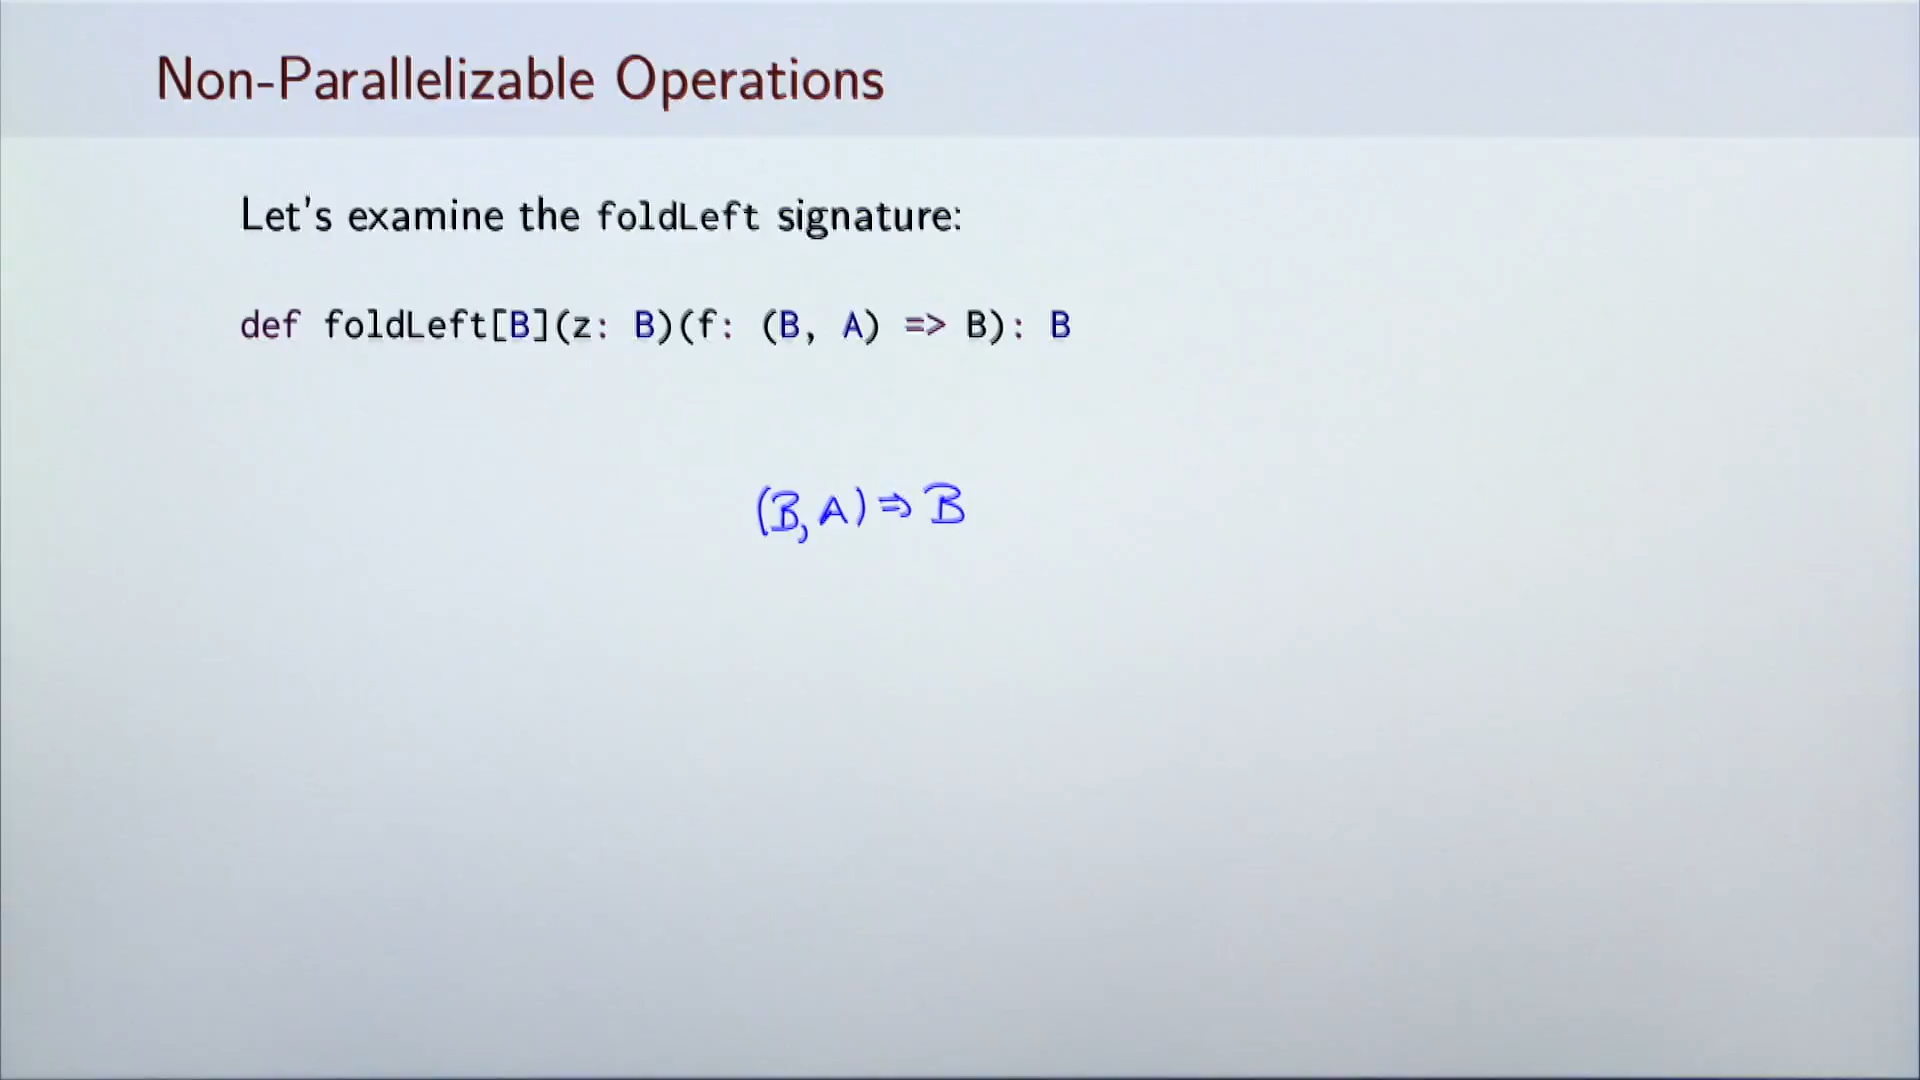 Non-Parallelizable Operations
Let's examine the foldLeft signature:
def foldLeft[B](z: B)(f: (B, A) => B): B
(B, A) ⇒ B